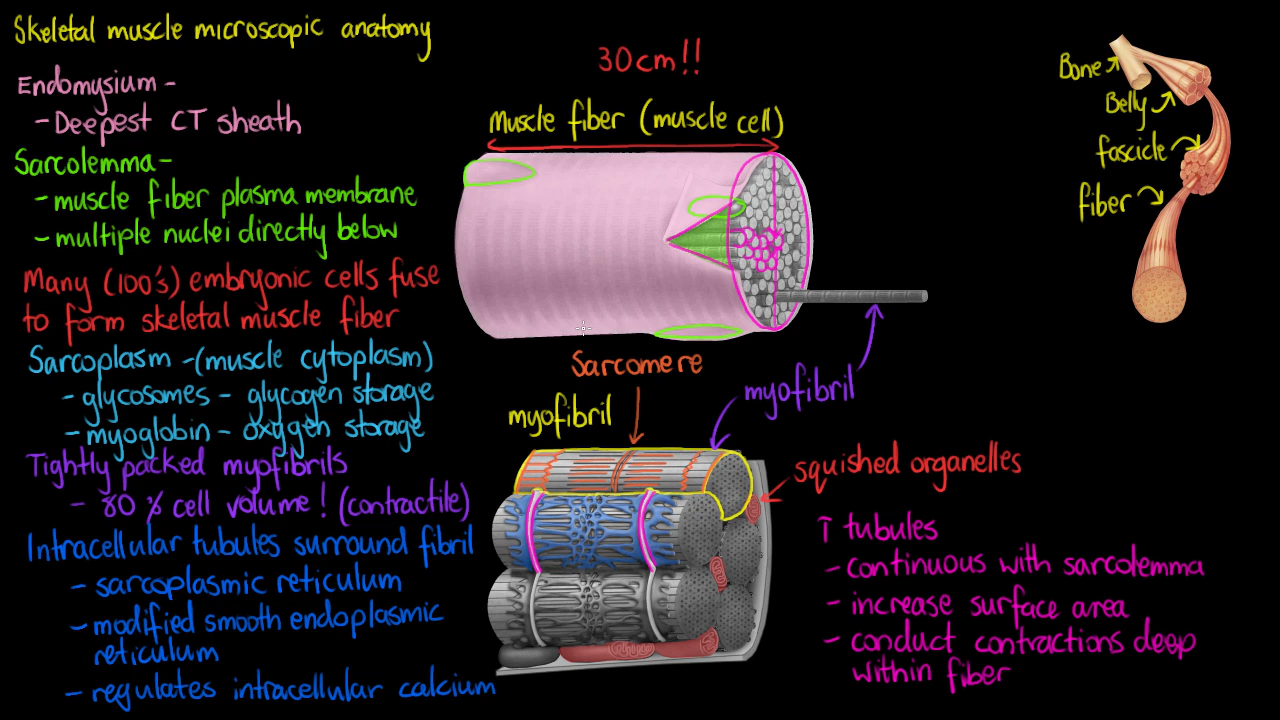 Skeletal muscle microscopic anatomy
Endomysium -
- Deepest CT sheath
Sarcolemma -
- muscle fiber plasma membrane
- multiple nuclei directly below
Many (100's) embryonic cells fuse
to form skeletal muscle fiber
Sarcoplasm - (muscle cytoplasm)
- glycosomes - glycogen storage
- myoglobin - oxygen storage
Tightly packed myofibrils
- 80 % cell volume! (contractile)
Intracellular tubules surround fibril
- sarcoplasmic reticulum
- modified smooth endoplasmic
reticulum
- regulates intracellular calcium
30cm!!
Muscle fiber (muscle cell)
Sarcomere
myofibril
myofibril
squished organelles
T tubules
- continuous with sarcolemma
- increase surface area
- conduct contractions deep
within fiber
Bone
Belly
fascicle
fiber